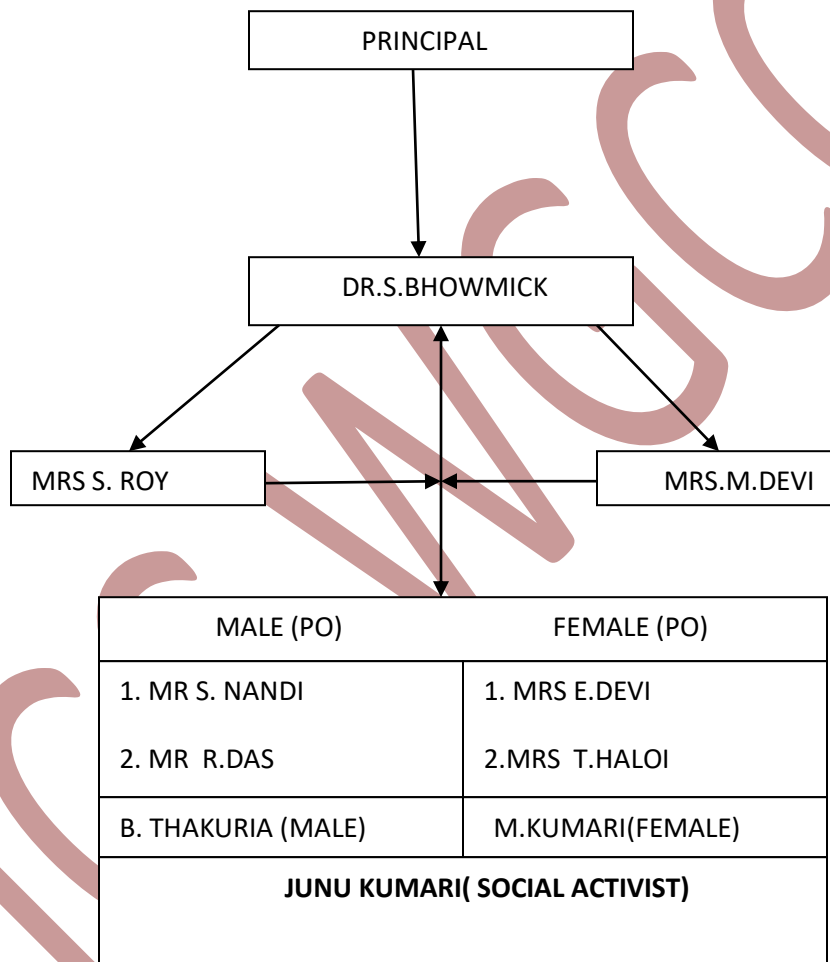 PRINCIPAL
DR.S.BHOWMICK
MRS S. ROY
MRS.M.DEVI
MALE (PO)
FEMALE (PO)
1. MR S. NANDI
1. MRS E.DEVI
2. MR  R.DAS
2.MRS  T.HALOI
B. THAKURIA (MALE)
M.KUMARI(FEMALE)
JUNU KUMARI( SOCIAL ACTIVIST)